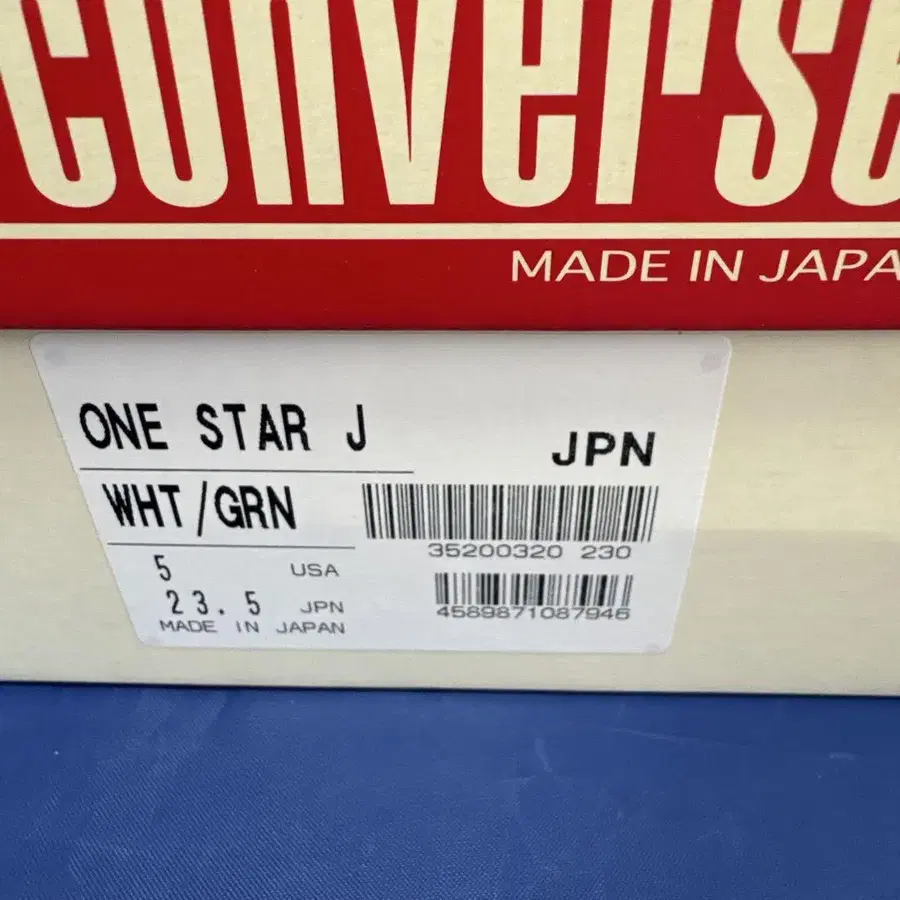 converse
MADE IN JAPA
ONE STAR J
JPN
WHT/GRN
35200320 230
5 USA
23.5 JPN
4589871087946
MADE IN JAPAN